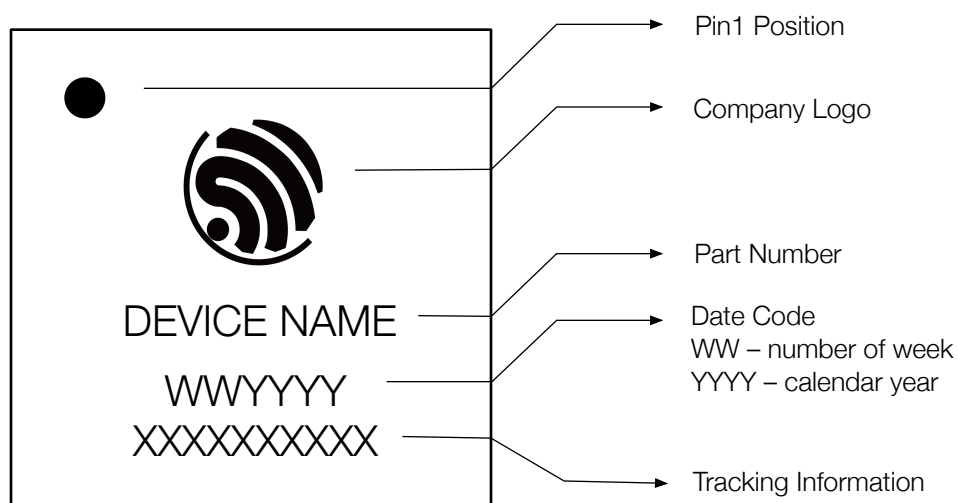 Pin1 Position
Company Logo
DEVICE NAME
Part Number
WWYYYY
Date Code
WW – number of week
YYYY – calendar year
XXXXXXXXXX
Tracking Information